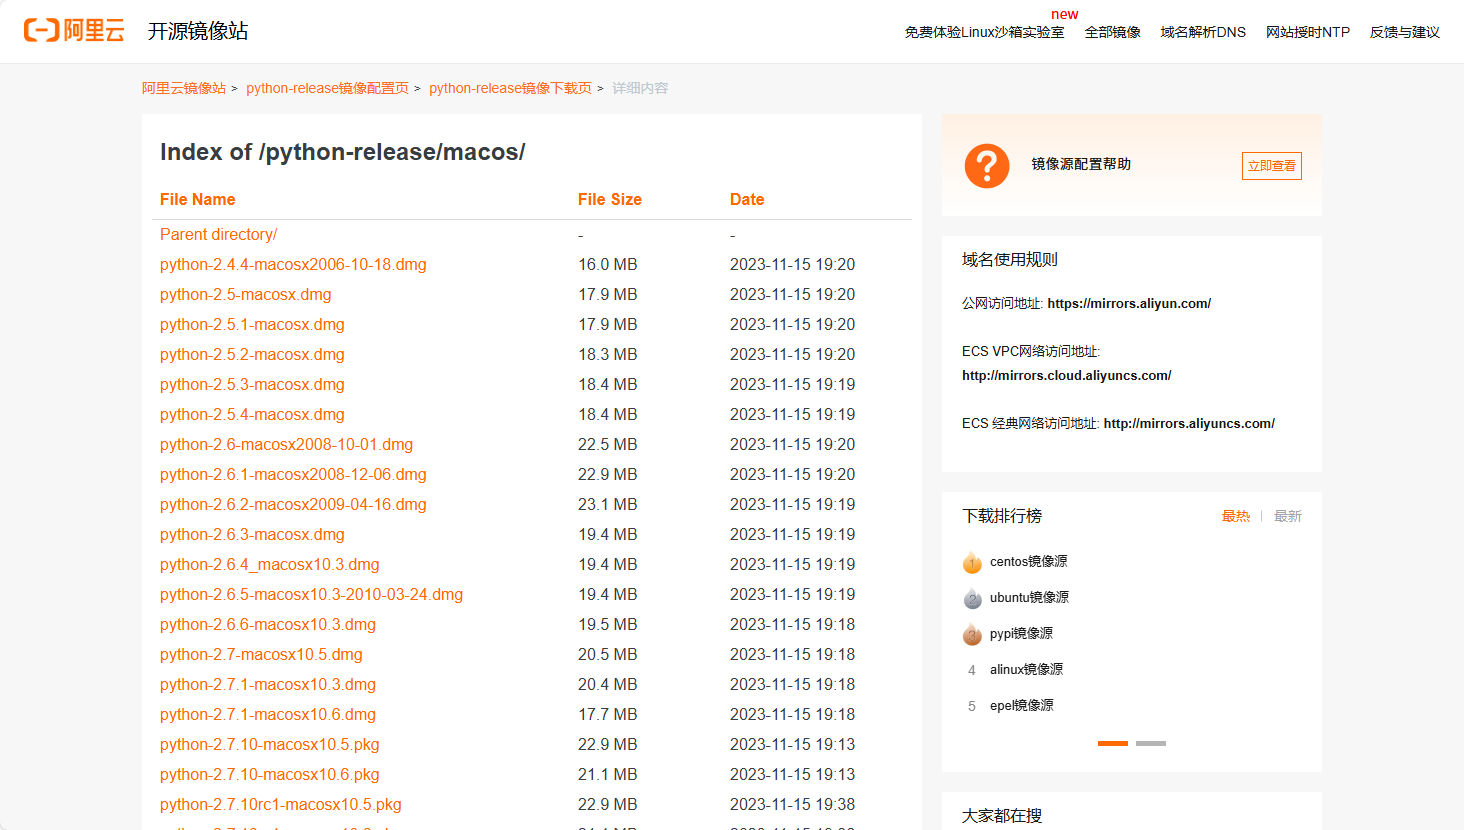 阿里云 开源镜像站
免费体验Linux沙箱实验室 new 全部镜像 域名解析DNS 网站授时NTP 反馈与建议
阿里云镜像站 > python-release镜像配置页 > python-release镜像下载页 > 详细内容
Index of /python-release/macos/
File Name File Size Date
Parent directory/ - -
python-2.4.4-macosx2006-10-18.dmg 16.0 MB 2023-11-15 19:20
python-2.5-macosx.dmg 17.9 MB 2023-11-15 19:20
python-2.5.1-macosx.dmg 17.9 MB 2023-11-15 19:20
python-2.5.2-macosx.dmg 18.3 MB 2023-11-15 19:20
python-2.5.3-macosx.dmg 18.4 MB 2023-11-15 19:19
python-2.5.4-macosx.dmg 18.4 MB 2023-11-15 19:19
python-2.6-macosx2008-10-01.dmg 22.5 MB 2023-11-15 19:20
python-2.6.1-macosx2008-12-06.dmg 22.9 MB 2023-11-15 19:20
python-2.6.2-macosx2009-04-16.dmg 23.1 MB 2023-11-15 19:19
python-2.6.3-macosx.dmg 19.4 MB 2023-11-15 19:19
python-2.6.4_macosx10.3.dmg 19.4 MB 2023-11-15 19:19
python-2.6.5-macosx10.3-2010-03-24.dmg 19.4 MB 2023-11-15 19:19
python-2.6.6-macosx10.3.dmg 19.5 MB 2023-11-15 19:18
python-2.7-macosx10.5.dmg 20.5 MB 2023-11-15 19:18
python-2.7.1-macosx10.3.dmg 20.4 MB 2023-11-15 19:18
python-2.7.1-macosx10.6.dmg 17.7 MB 2023-11-15 19:18
python-2.7.10-macosx10.5.pkg 22.9 MB 2023-11-15 19:13
python-2.7.10-macosx10.6.pkg 21.1 MB 2023-11-15 19:13
python-2.7.10rc1-macosx10.5.pkg 22.9 MB 2023-11-15 19:38
镜像源配置帮助 立即查看
域名使用规则
公网访问地址: https://mirrors.aliyun.com/
ECS VPC网络访问地址:
http://mirrors.cloud.aliyuncs.com/
ECS 经典网络访问地址: http://mirrors.aliyuncs.com/
下载排行榜 最热 | 最新
1 centos镜像源
2 ubuntu镜像源
3 pypi镜像源
4 alinux镜像源
5 epel镜像源
大家都在搜